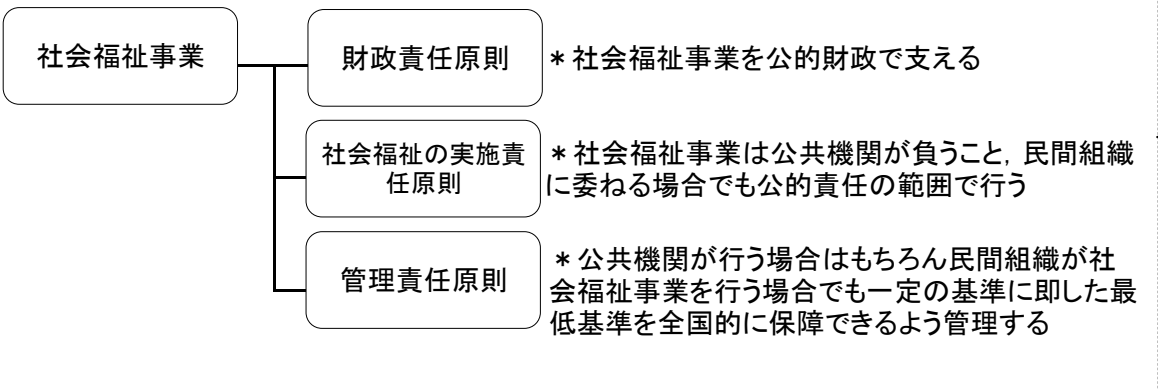 社会福祉事業
財政責任原則
＊社会福祉事業を公的財政で支える
社会福祉の実施責
任原則
＊社会福祉事業は公共機関が負うこと，民間組織
に委ねる場合でも公的責任の範囲で行う
管理責任原則
＊公共機関が行う場合はもちろん民間組織が社
会福祉事業を行う場合でも一定の基準に即した最
低基準を全国的に保障できるよう管理する